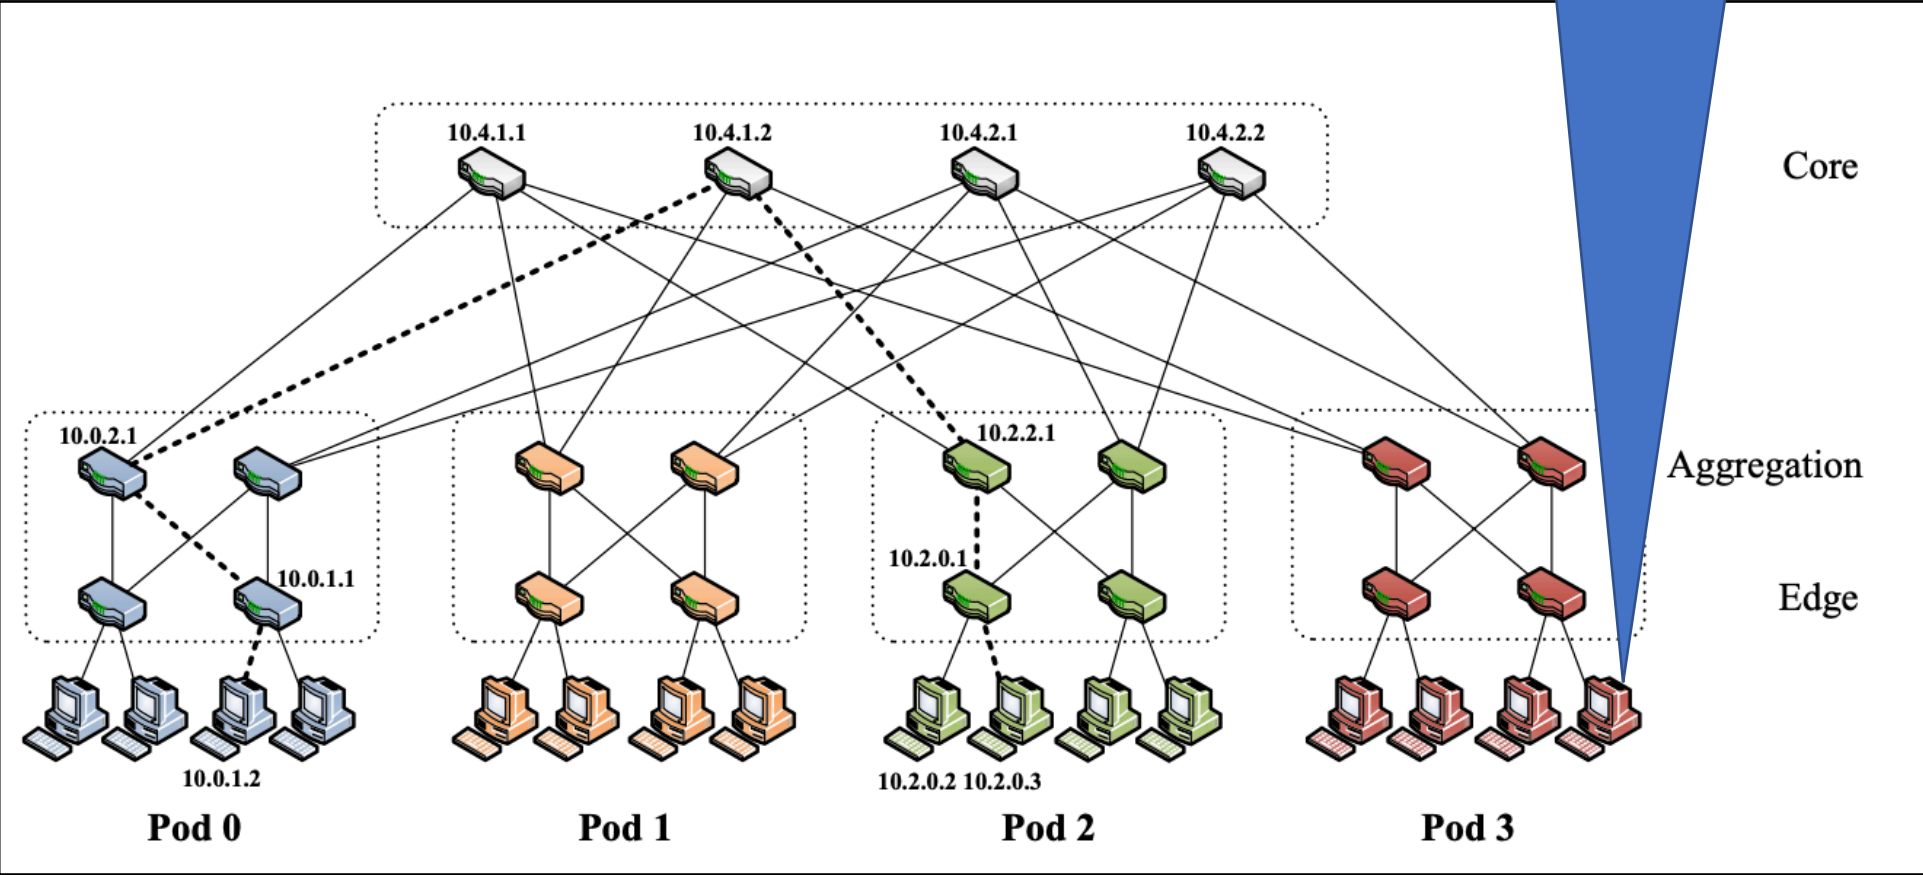 10.4.1.1
10.4.1.2
10.4.2.1
10.4.2.2
Core
10.0.2.1
10.2.2.1
Aggregation
10.0.1.1
10.2.0.1
Edge
10.0.1.2
10.2.0.2 10.2.0.3
Pod 0
Pod 1
Pod 2
Pod 3